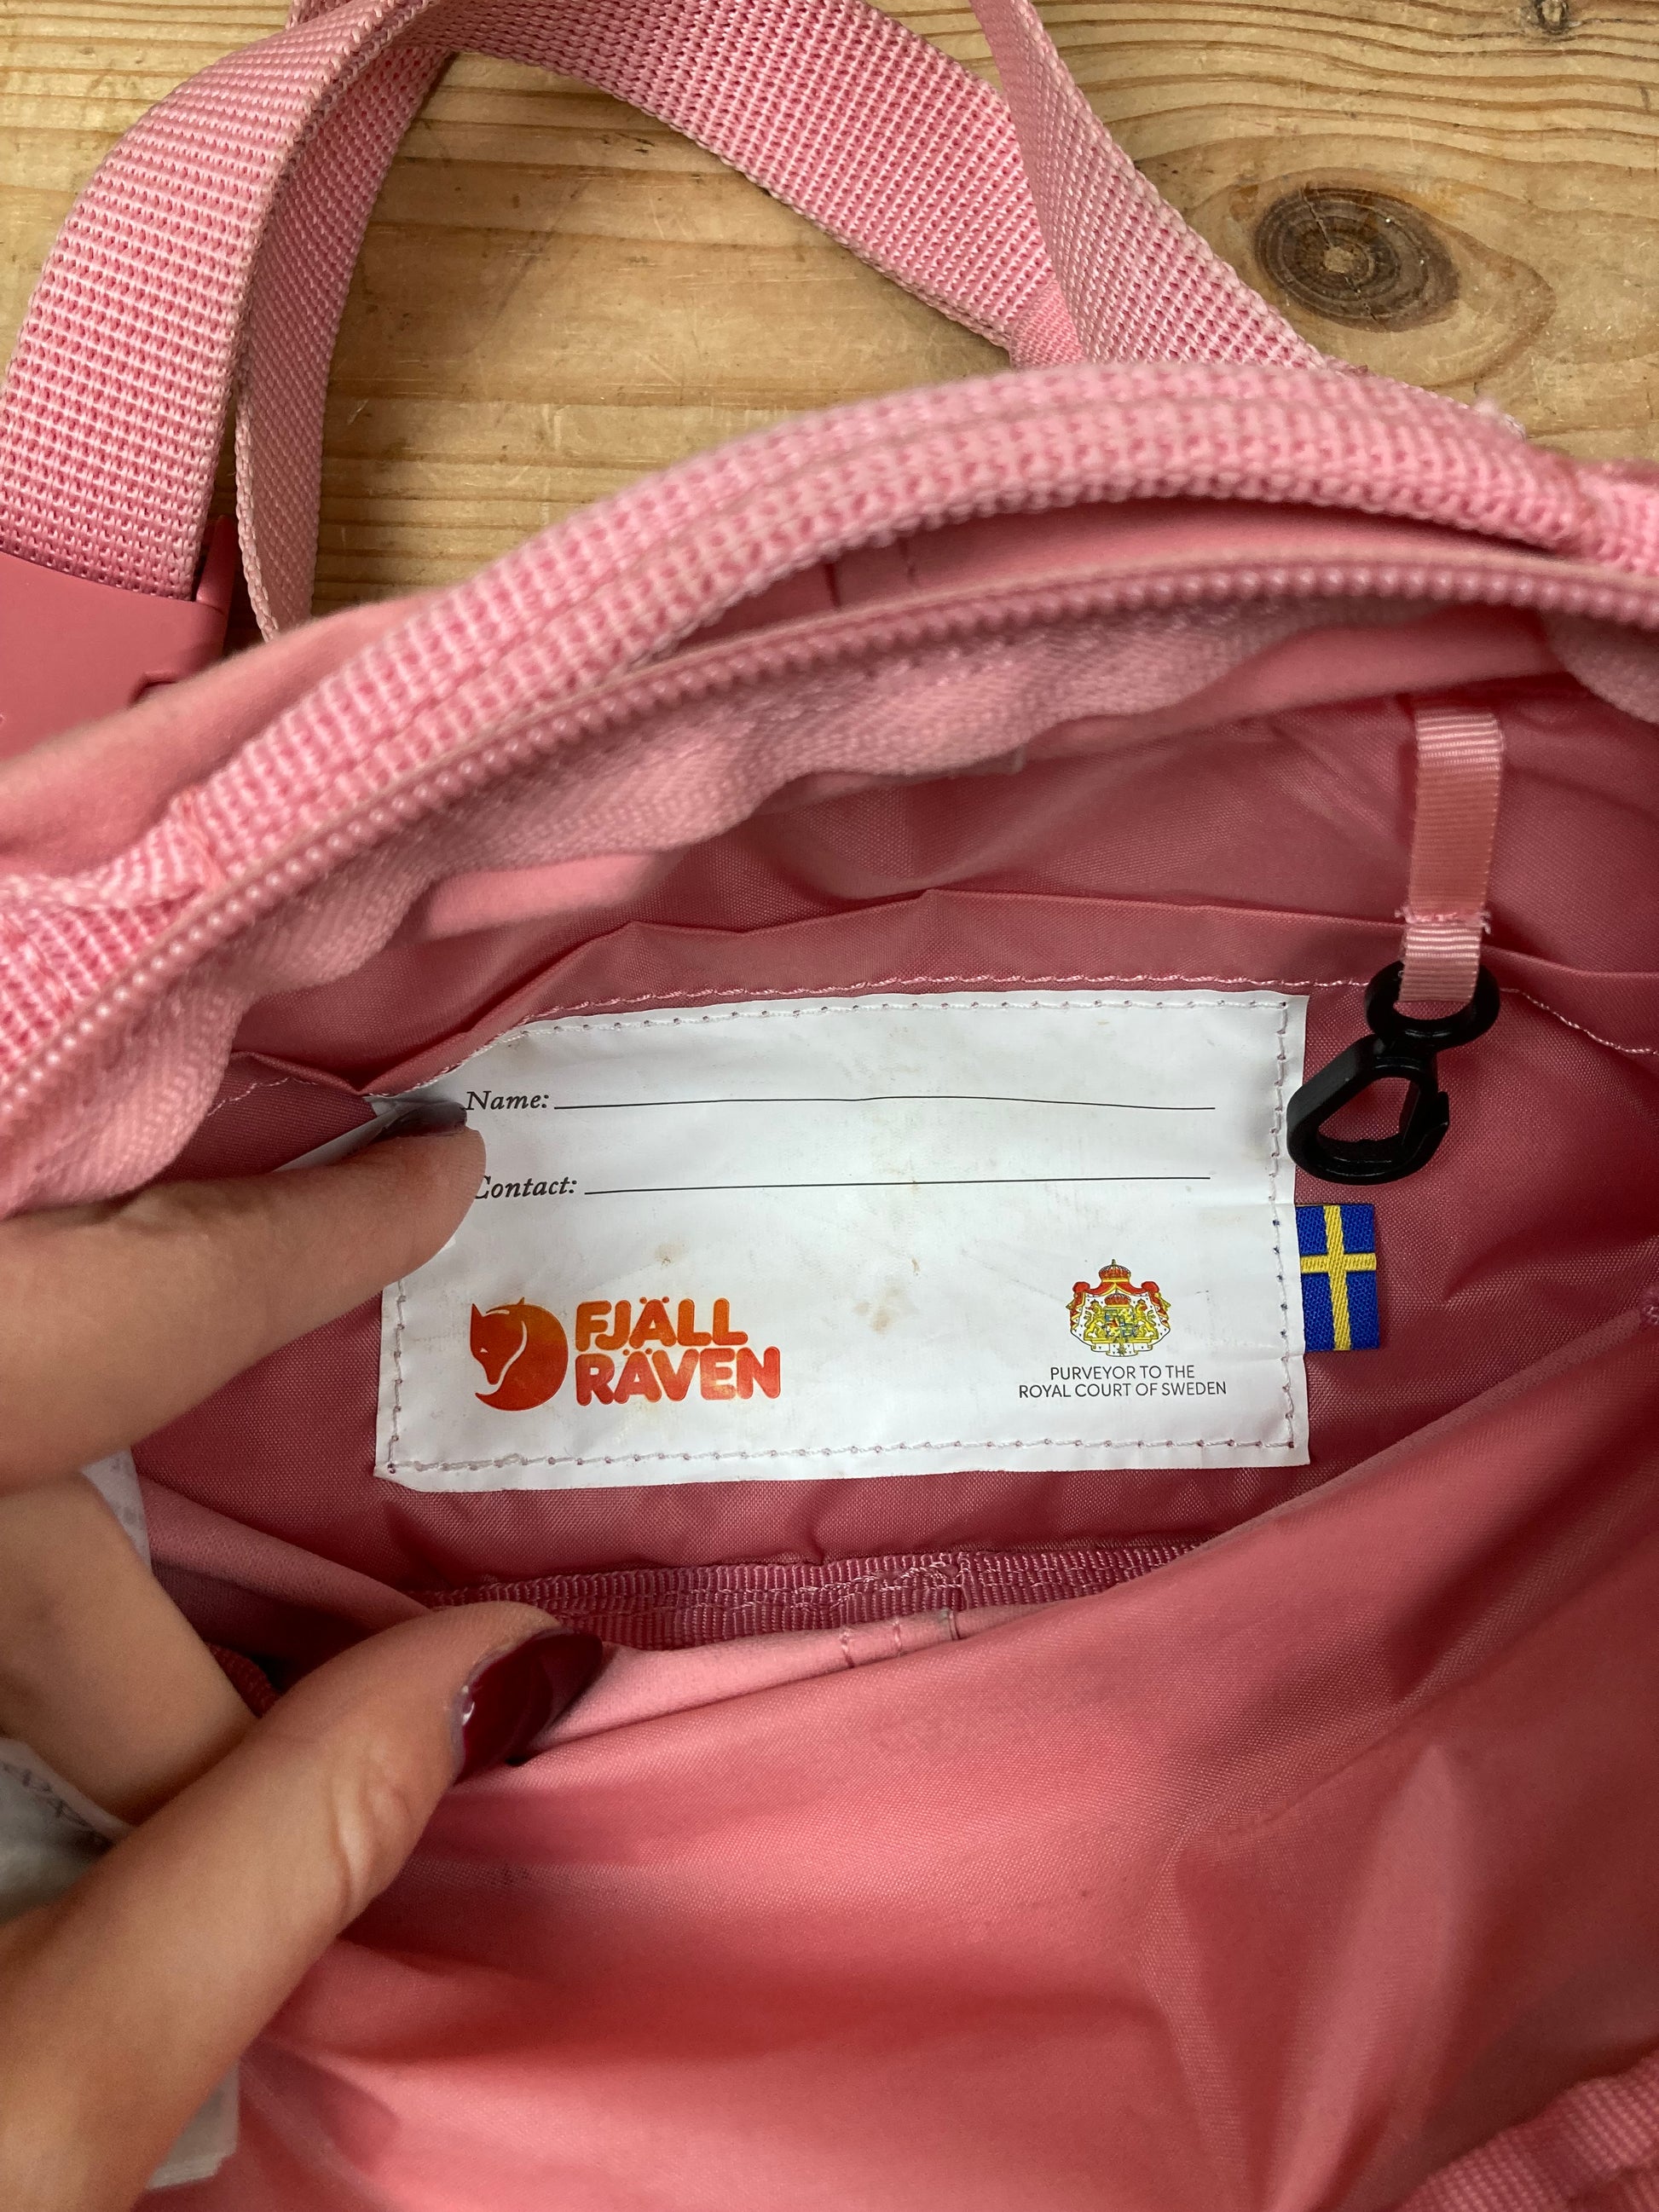 Name:
Contact:
FJÄLL
RÄVEN
PURVEYOR TO THE
ROYAL COURT OF SWEDEN